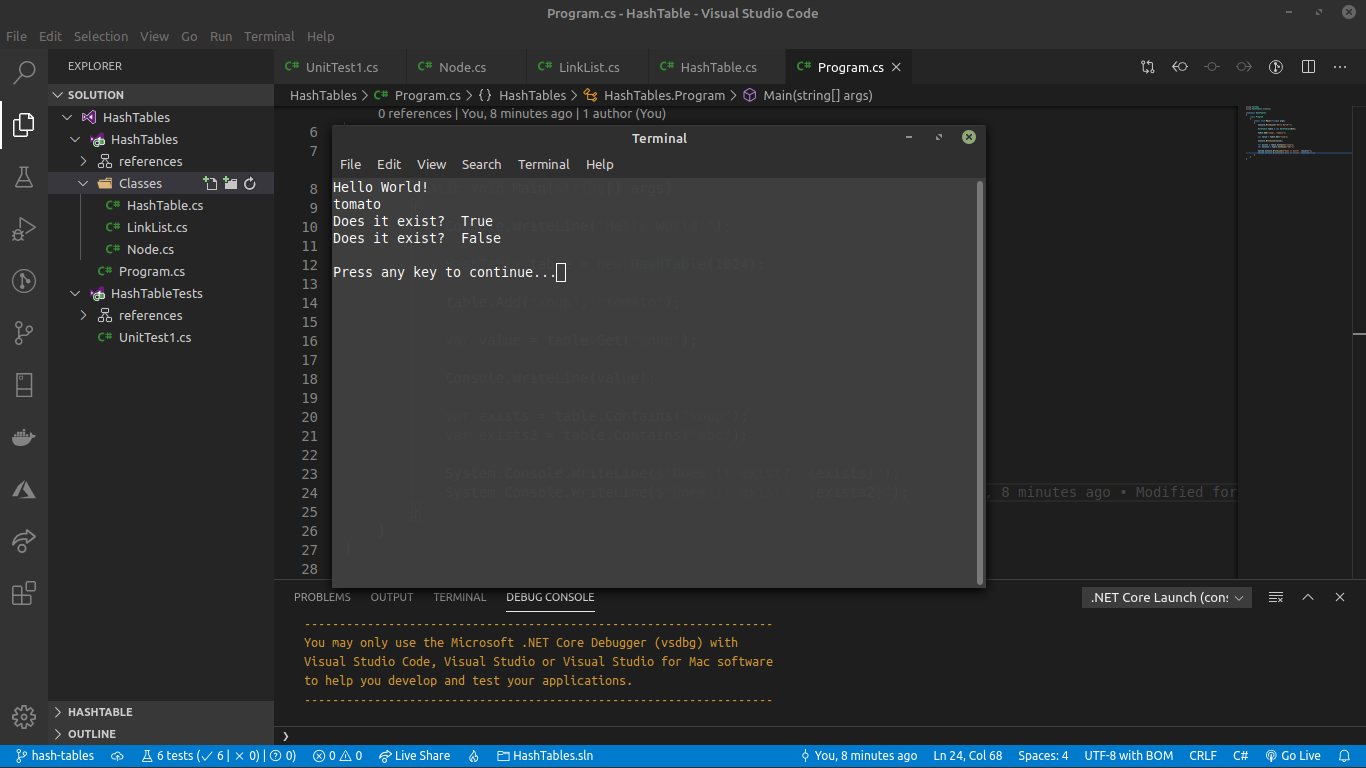 Program.cs - HashTable - Visual Studio Code
File Edit Selection View Go Run Terminal Help
EXPLORER
SOLUTION
HashTables
HashTables
references
Classes
HashTable.cs
LinkList.cs
Node.cs
Program.cs
HashTableTests
references
UnitTest1.cs
HASHTABLE
OUTLINE
C# UnitTest1.cs C# Node.cs C# LinkList.cs C# HashTable.cs C# Program.cs
HashTables > C# Program.cs > {} HashTables > HashTables.Program > Main(string[] args)
0 references | You, 8 minutes ago | 1 author (You)
6
7
8
9
10
11
12
13
14
15
16
17
18
19
20
21
22
23
24
25
26
27
28
, 8 minutes ago • Modified for
Terminal
File Edit View Search Terminal Help
Hello World!
tomato
Does it exist?  True
Does it exist?  False
Press any key to continue...
PROBLEMS OUTPUT TERMINAL DEBUG CONSOLE
.NET Core Launch (con
--------------------------------------------------------------------
You may only use the Microsoft .NET Core Debugger (vsdbg) with
Visual Studio Code, Visual Studio or Visual Studio for Mac software
to help you develop and test your applications.
--------------------------------------------------------------------
hash-tables 6 tests (✓ 6 | × 0) | ? 0) 0 0 Live Share HashTables.sln You, 8 minutes ago Ln 24, Col 68 Spaces: 4 UTF-8 with BOM CRLF C# Go Live